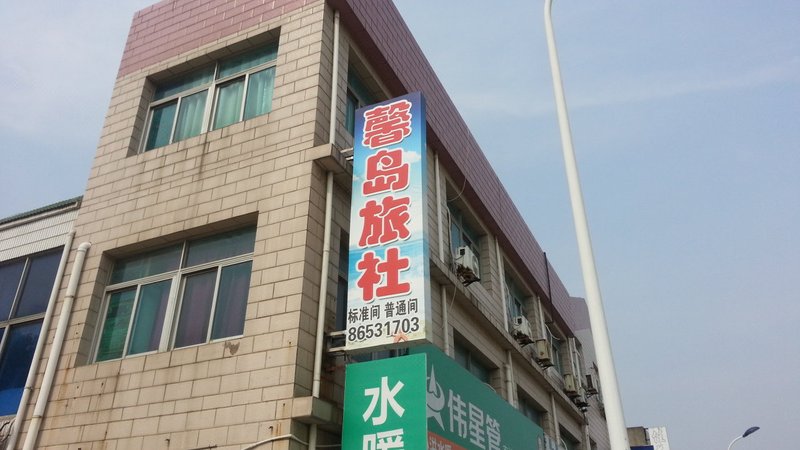 馨岛旅社
标准间 普通间
86531703
水暖
伟星管